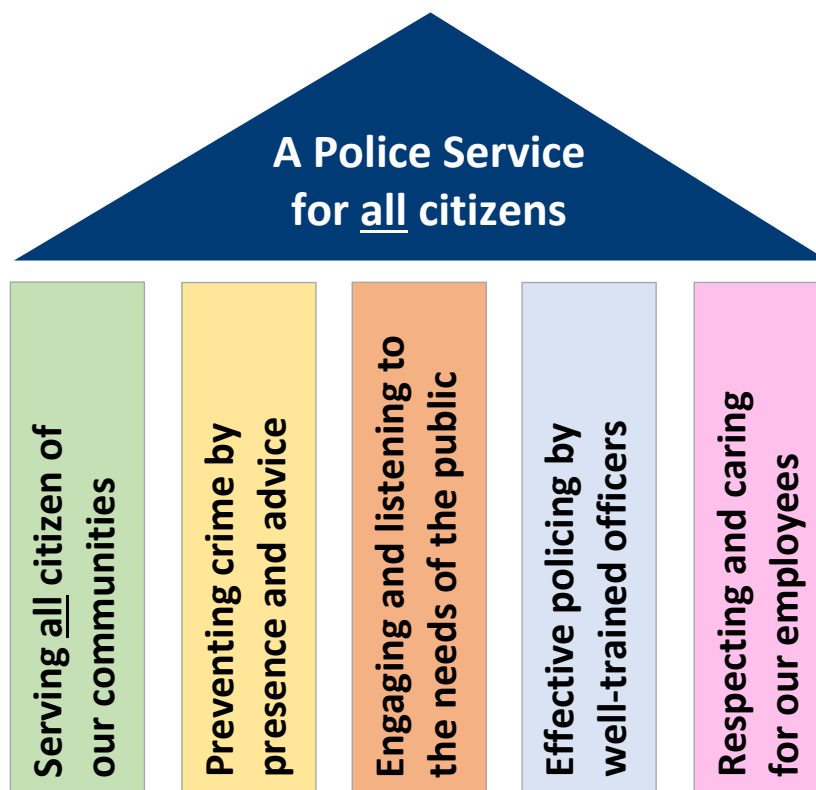 A Police Service
for all citizens
Serving all citizen of
our communities
Preventing crime by
presence and advice
Engaging and listening to
the needs of the public
Effective policing by
well-trained officers
Respecting and caring
for our employees